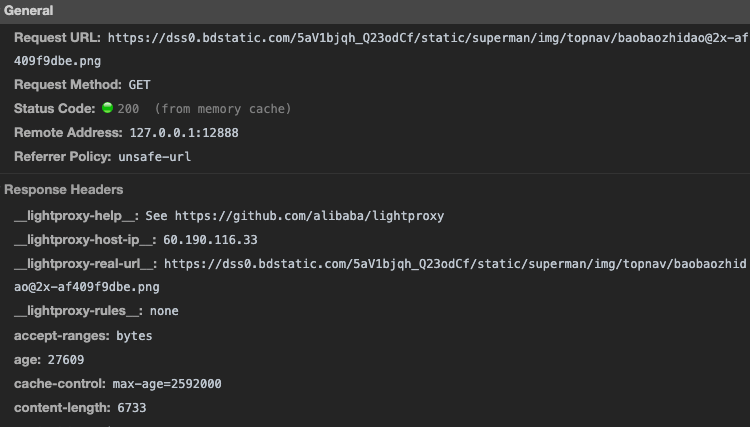 General
Request URL: https://dss0.bdstatic.com/5aV1bjqh_Q23odCf/static/superman/img/topnav/baobaozhidao@2x-af
409f9dbe.png
Request Method: GET
Status Code: 200 (from memory cache)
Remote Address: 127.0.0.1:12888
Referrer Policy: unsafe-url
Response Headers
__lightproxy-help__: See https://github.com/alibaba/lightproxy
__lightproxy-host-ip__: 60.190.116.33
__lightproxy-real-url__: https://dss0.bdstatic.com/5aV1bjqh_Q23odCf/static/superman/img/topnav/baobaozhid
ao@2x-af409f9dbe.png
__lightproxy-rules__: none
accept-ranges: bytes
age: 27609
cache-control: max-age=2592000
content-length: 6733